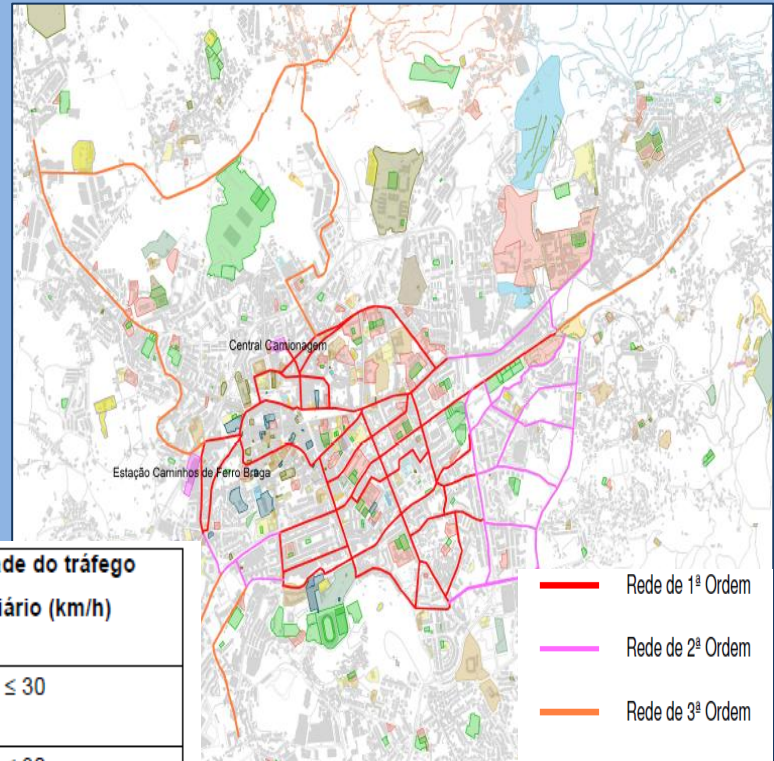 Central Camionagem
Estação Caminhos de Ferro Braga
de do tráfego
iário (km/h)
≤ 30
Rede de 1ª Ordem
Rede de 2ª Ordem
Rede de 3ª Ordem